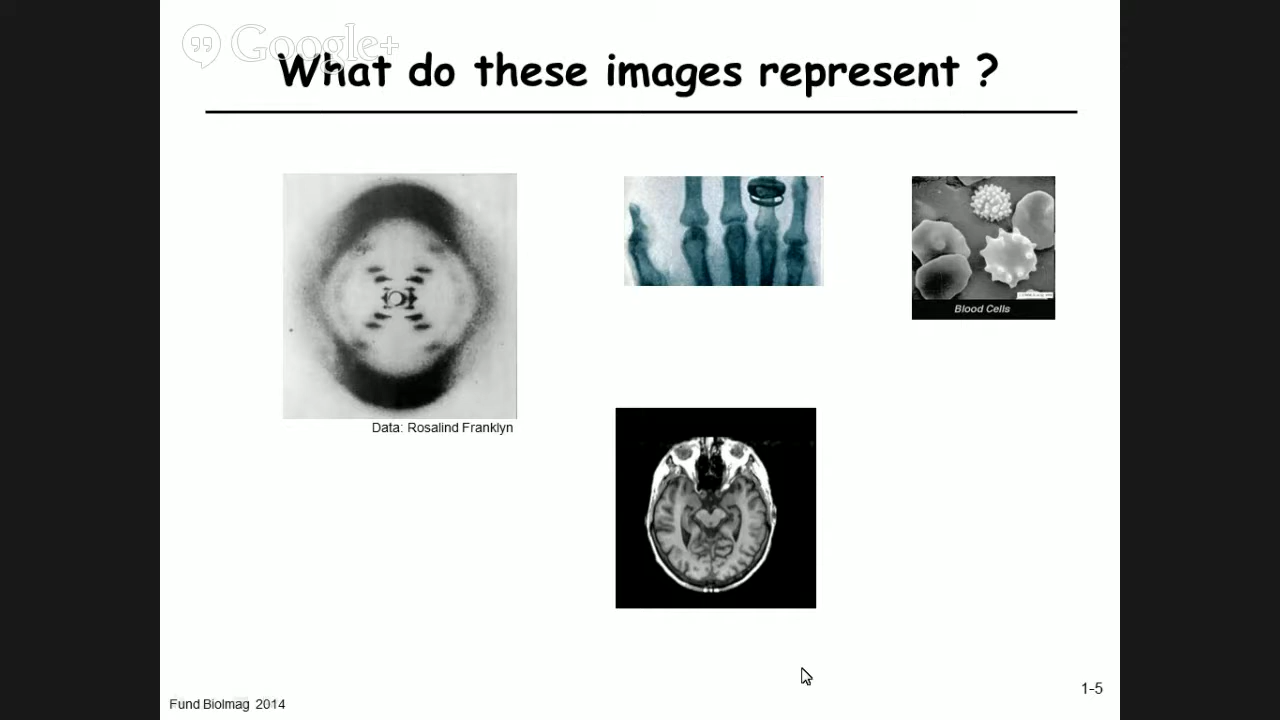 Google+
What do these images represent ?
Blood Cells
Data: Rosalind Franklyn
1-5
Fund BioImag 2014